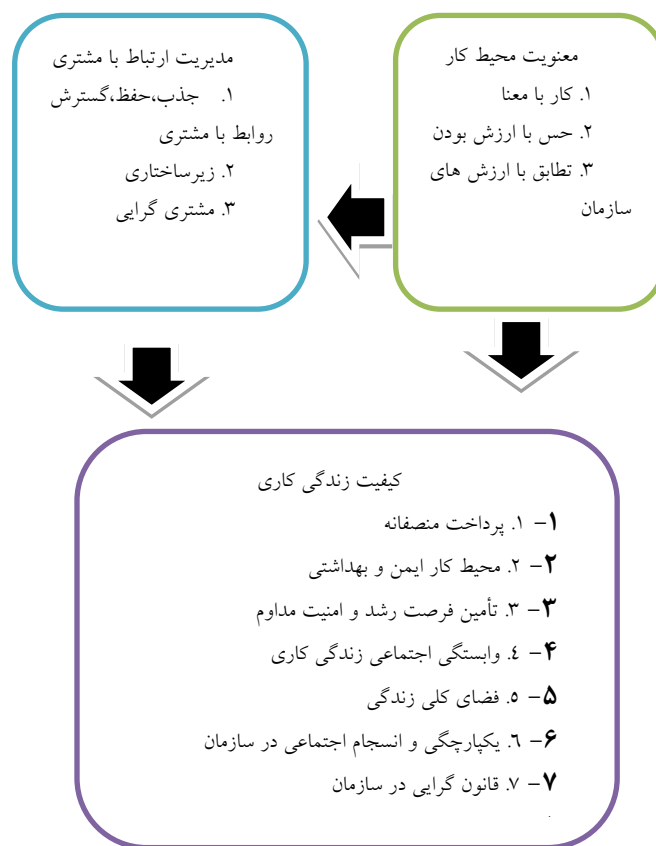 معنویت محیط کار
۱. کار با معنا
۲. حس با ارزش بودن
۳. تطابق با ارزش های
سازمان
مدیریت ارتباط با مشتری
۱. جذب،حفظ،گسترش
روابط با مشتری
۲. زیرساختاری
۳. مشتری گرایی
کیفیت زندگی کاری
۱- ۱. پرداخت منصفانه
۲- ۲. محیط کار ایمن و بهداشتی
۳- ۳. تأمین فرصت رشد و امنیت مداوم
۴- ٤. وابستگی اجتماعی زندگی کاری
۵- ٥. فضای کلی زندگی
۶- ٦. یکپارچگی و انسجام اجتماعی در سازمان
۷- ۷. قانون گرایی در سازمان